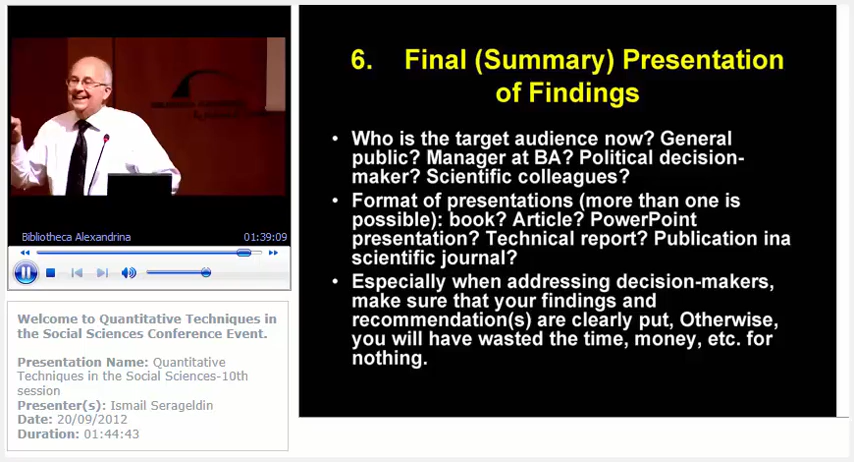 Bibliotheca Alexandrina
01:39:09
Welcome to Quantitative Techniques in
the Social Sciences Conference Event.
Presentation Name: Quantitative
Techniques in the Social Sciences-10th
session
Presenter(s): Ismail Serageldin
Date: 20/09/2012
Duration: 01:44:43
6. Final (Summary) Presentation
of Findings
• Who is the target audience now? General
public? Manager at BA? Political decision-
maker? Scientific colleagues?
• Format of presentations (more than one is
possible): book? Article? PowerPoint
presentation? Technical report? Publication ina
scientific journal?
• Especially when addressing decision-makers,
make sure that your findings and
recommendation(s) are clearly put, Otherwise,
you will have wasted the time, money, etc. for
nothing.